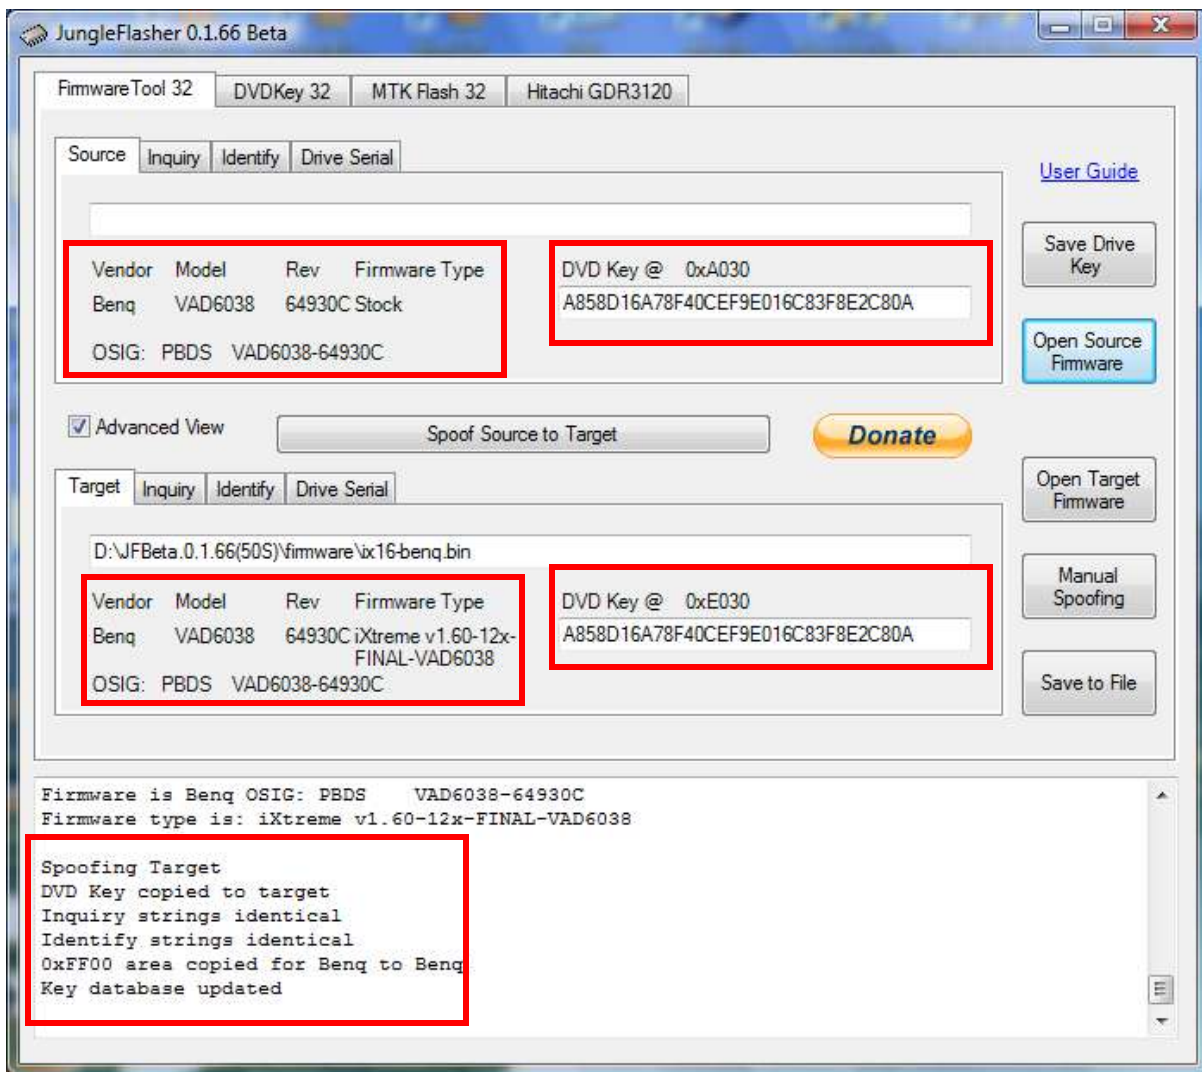 JungleFlasher 0.1.66 Beta
FirmwareTool 32 DVDKey 32 MTK Flash 32 Hitachi GDR3120
Source Inquiry Identify Drive Serial
User Guide
Save Drive
Key
Vendor Model Rev Firmware Type
Benq VAD6038 64930C Stock
OSIG: PBDS VAD6038-64930C
DVD Key @ 0xA030
A858D16A78F40CEF9E016C83F8E2C80A
Open Source
Firmware
Advanced View
Spoof Source to Target
Donate
Target Inquiry Identify Drive Serial
Open Target
Firmware
D:\JFBeta.0.1.66(50S)\firmware\ix16-benq.bin
Vendor Model Rev Firmware Type
Benq VAD6038 64930C iXtreme v1.60-12x-
FINAL-VAD6038
OSIG: PBDS VAD6038-64930C
DVD Key @ 0xE030
A858D16A78F40CEF9E016C83F8E2C80A
Manual
Spoofing
Save to File
Firmware is Benq OSIG: PBDS VAD6038-64930C
Firmware type is: iXtreme v1.60-12x-FINAL-VAD6038
Spoofing Target
DVD Key copied to target
Inquiry strings identical
Identify strings identical
0xFF00 area copied for Benq to Benq
Key database updated